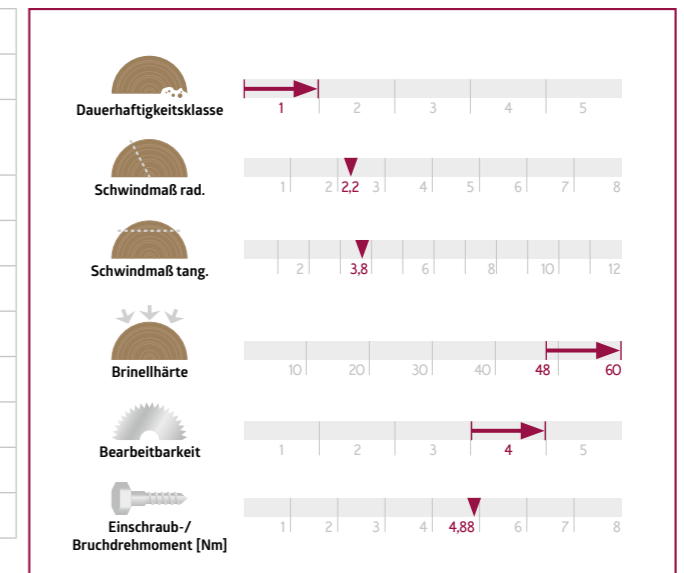 Dauerhaftigkeitsklasse
1 2 3 4 5
Schwindmaß rad.
1 2 2,2 3 4 5 6 7 8
Schwindmaß tang.
2 3,8 6 8 10 12
Brinellhärte
10 20 30 40 48 60
Bearbeitbarkeit
1 2 3 4 5
Einschraub-/
Bruchdrehmoment [Nm]
1 2 3 4 4,88 6 7 8